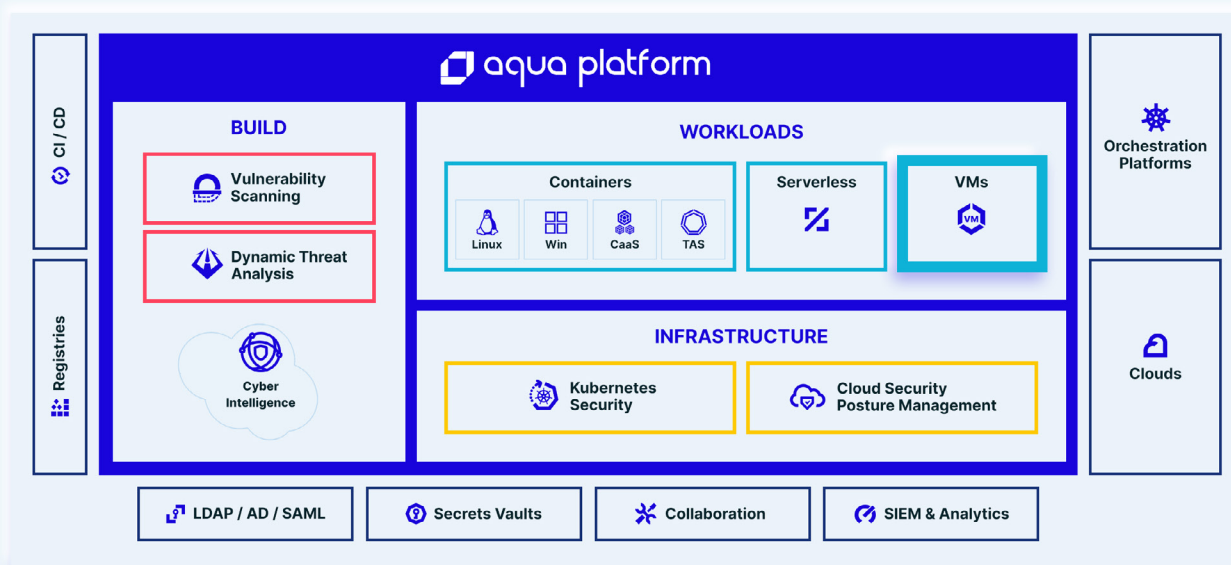 aqua platform
CI / CD
Registries
BUILD
Vulnerability
Scanning
Dynamic Threat
Analysis
Cyber
Intelligence
WORKLOADS
Containers
Linux
Win
CaaS
TAS
Serverless
VMs
VM
INFRASTRUCTURE
Kubernetes
Security
Cloud Security
Posture Management
Orchestration
Platforms
Clouds
LDAP / AD / SAML
Secrets Vaults
Collaboration
SIEM & Analytics